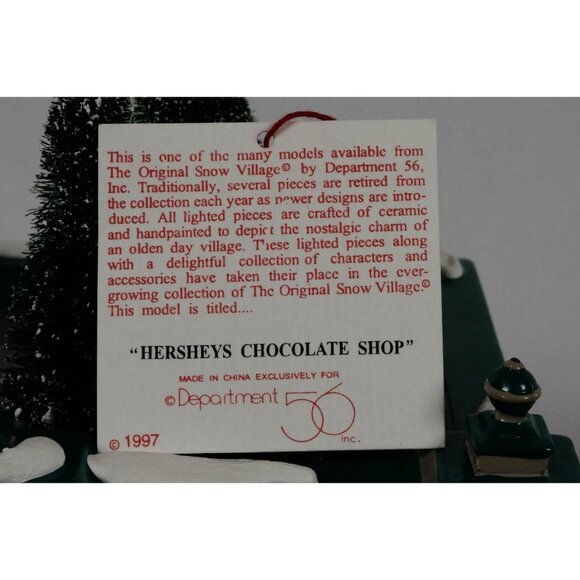 This is one of the many models available from
The Original Snow Village© by Department 56,
Inc. Traditionally, several pieces are retired from
the collection each year as newer designs are intro-
duced. All lighted pieces are crafted of ceramic
and handpainted to depict the nostalgic charm of
an olden day village. These lighted pieces along
with a delightful collection of characters and
accessories have taken their place in the ever-
growing collection of The Original Snow Village.©
This model is titled....
“HERSHEYS CHOCOLATE SHOP”
MADE IN CHINA EXCLUSIVELY FOR
© Department 56 inc.
© 1997